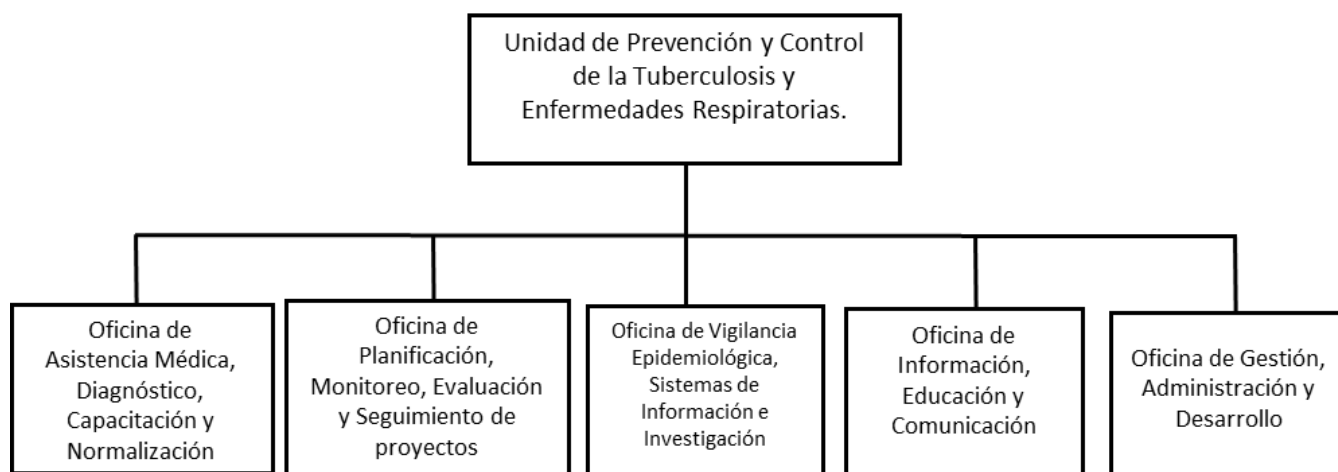 Unidad de Prevención y Control
de la Tuberculosis y
Enfermedades Respiratorias.
Oficina de
Asistencia Médica,
Diagnóstico,
Capacitación y
Normalización
Oficina de
Planificación,
Monitoreo, Evaluación
y Seguimiento de
proyectos
Oficina de Vigilancia
Epidemiológica,
Sistemas de
Información e
Investigación
Oficina de
Información,
Educación y
Comunicación
Oficina de Gestión,
Administración y
Desarrollo